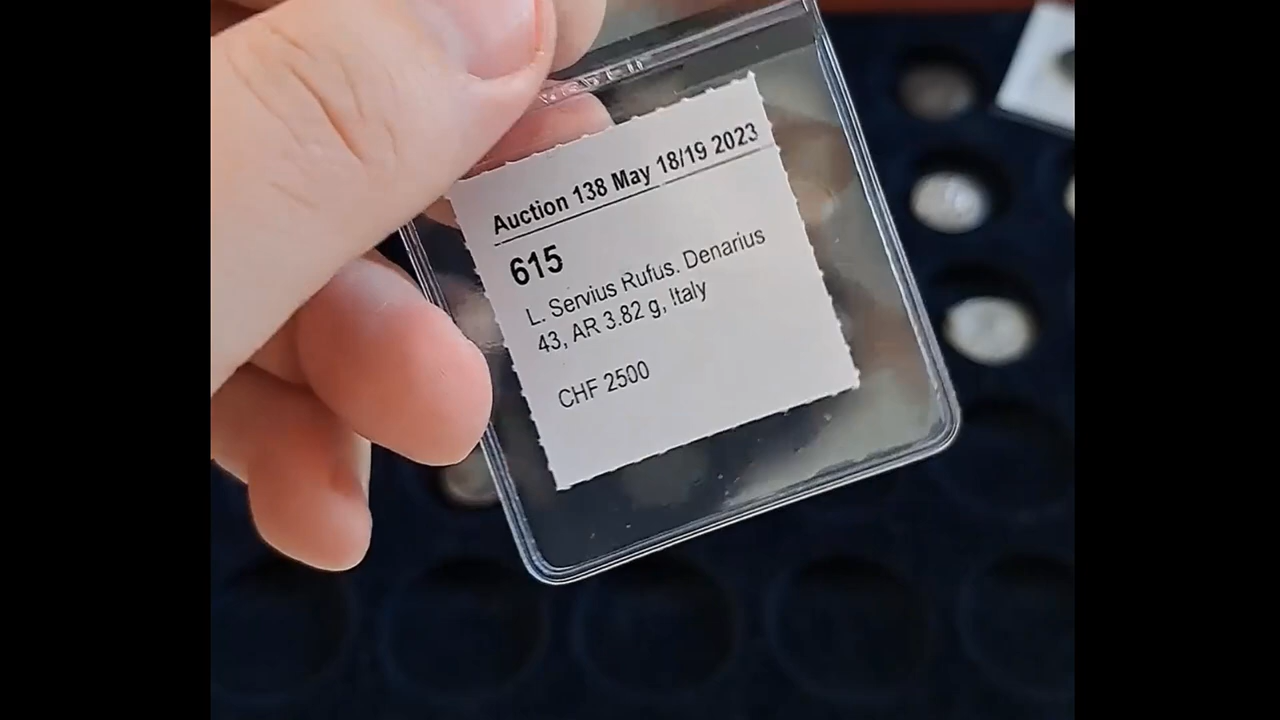 Auction 138 May 18/19 2023
615
L. Servius Rufus. Denarius
43, AR 3.82 g, Italy
CHF 2500